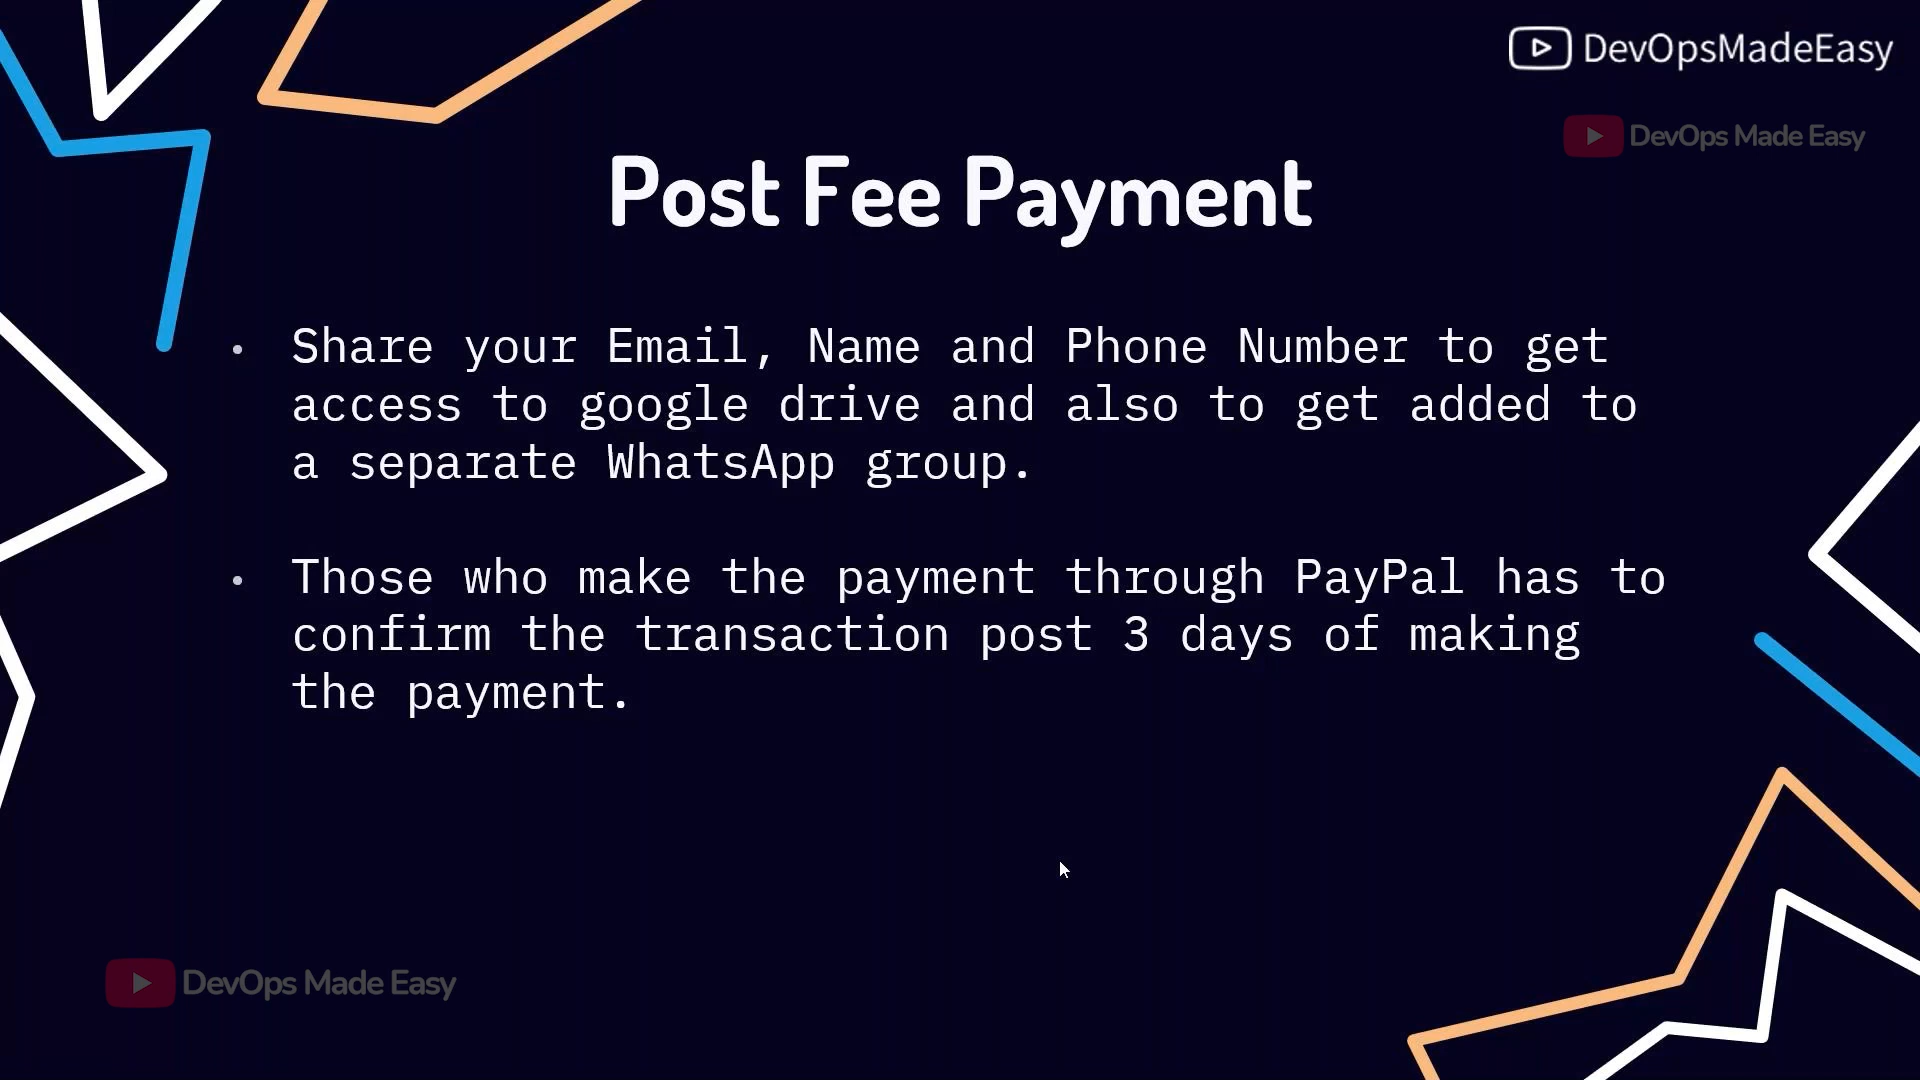 DevOpsMadeEasy
DevOps Made Easy
Post Fee Payment
• Share your Email, Name and Phone Number to get
access to google drive and also to get added to
a separate WhatsApp group.
• Those who make the payment through PayPal has to
confirm the transaction post 3 days of making
the payment.
DevOps Made Easy